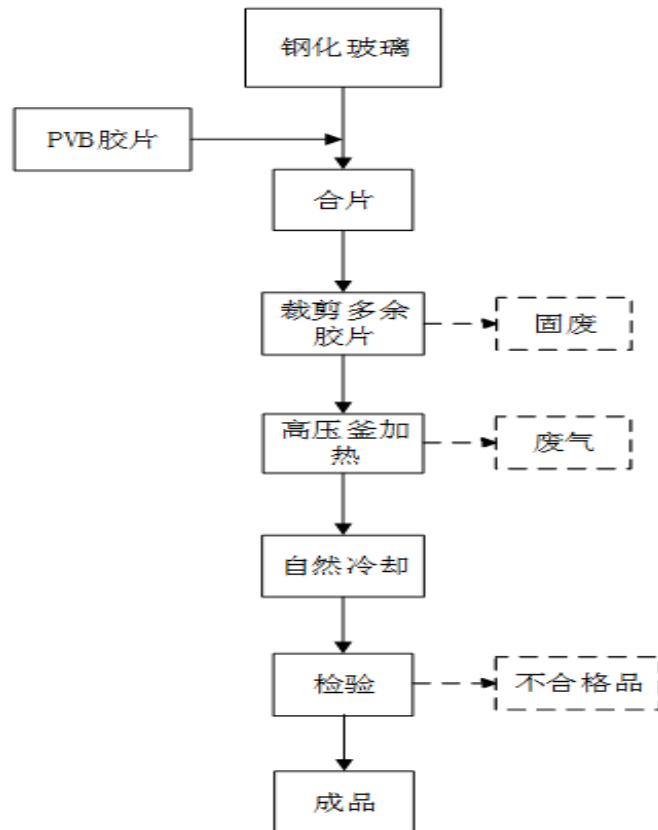 钢化玻璃
PVB胶片
合片
裁剪多余
胶片
固废
高压釜加
热
废气
自然冷却
检验
不合格品
成品